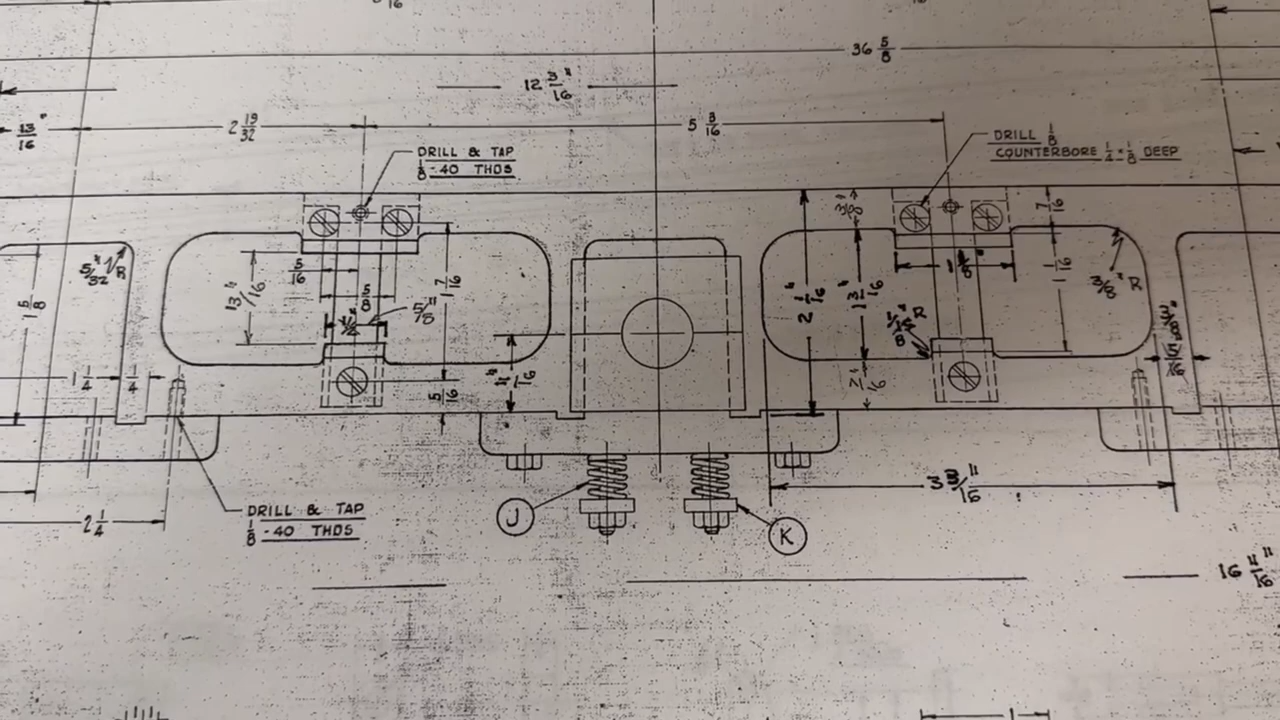 36 5/8
12 3/16"
13/16"
2 19/32
5 3/16
DRILL & TAP
1/8 - 40 THDS
DRILL 1/8
COUNTERBORE 1/4 × 1/8 DEEP
7/16
5/32" R
5/16
13/16"
5/8
5/8"
1 7/16
1 5/8
2 1/16"
1 3/4"
1 1/16
3/8" R
1/4
1 1/4
5/16
J
K
3 3/16"
2 1/4
DRILL & TAP
1/8 - 40 THDS
16 11/16"
1